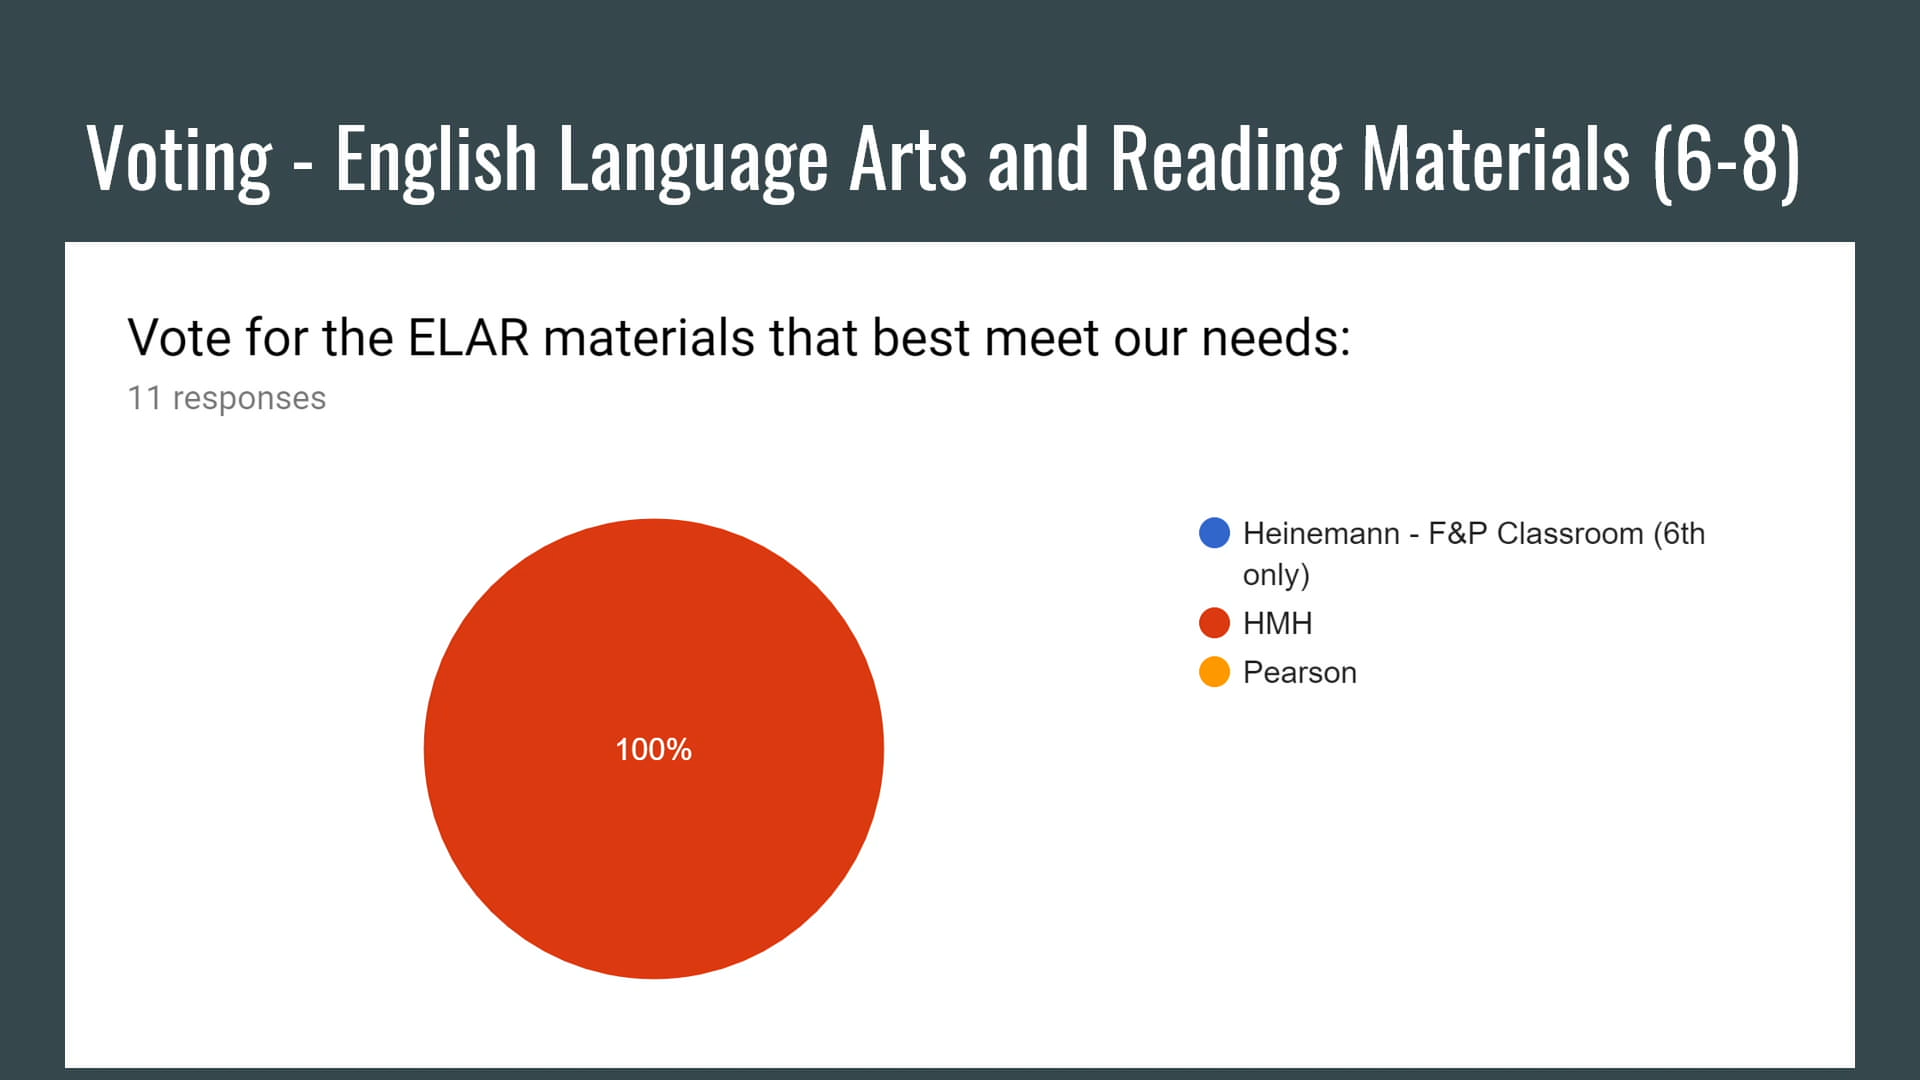 Voting - English Language Arts and Reading Materials (6-8)
Vote for the ELAR materials that best meet our needs:
11 responses
100%
Heinemann - F&P Classroom (6th
only)
HMH
Pearson